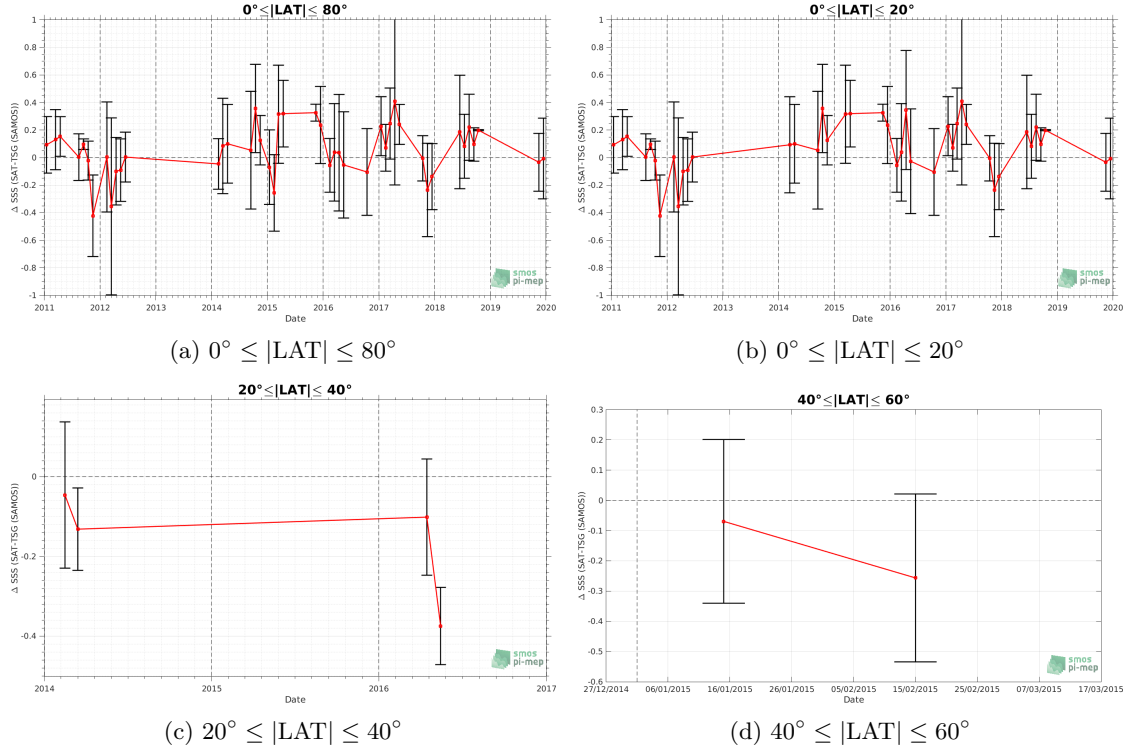 0°≤|LAT|≤ 80°
Δ SSS (SAT-TSG (SAMOS))
1
0.8
0.6
0.4
0.2
0
-0.2
-0.4
-0.6
-0.8
-1
2011 2012 2013 2014 2015 2016 2017 2018 2019 2020
Date
smos
pi-mep
(a) 0° ≤ |LAT| ≤ 80°
0°≤|LAT|≤ 20°
Δ SSS (SAT-TSG (SAMOS))
1
0.8
0.6
0.4
0.2
0
-0.2
-0.4
-0.6
-0.8
-1
2011 2012 2013 2014 2015 2016 2017 2018 2019 2020
Date
smos
pi-mep
(b) 0° ≤ |LAT| ≤ 20°
20°≤|LAT|≤ 40°
Δ SSS (SAT-TSG (SAMOS))
0
-0.2
-0.4
2014 2015 2016 2017
Date
smos
pi-mep
(c) 20° ≤ |LAT| ≤ 40°
40°≤|LAT|≤ 60°
Δ SSS (SAT-TSG (SAMOS))
0.3
0.2
0.1
0
-0.1
-0.2
-0.3
-0.4
-0.5
-0.6
27/12/2014 06/01/2015 16/01/2015 26/01/2015 05/02/2015 15/02/2015 25/02/2015 07/03/2015 17/03/2015
Date
smos
pi-mep
(d) 40° ≤ |LAT| ≤ 60°